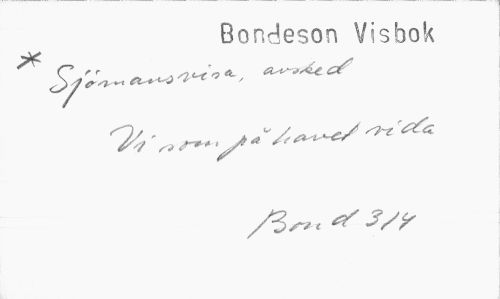 Bondeson Visbok
* Sjömansvisa, avsked
Vi som på havet vida
Bond 314